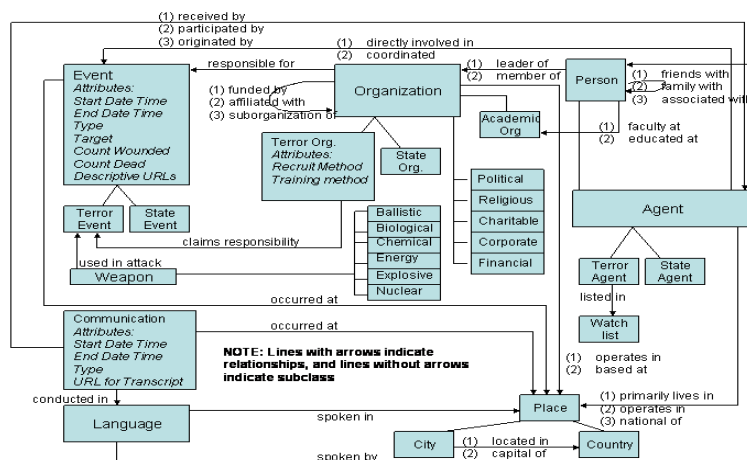 (1) received by
(2) participated by
(3) originated by
(1) directly involved in
(2) coordinated
responsible for
(1) leader of
(2) member of
Event
Attributes:
Start Date Time
End Date Time
Type
Target
Count Wounded
Count Dead
Descriptive URLs
Organization
(1) funded by
(2) affiliated with
(3) suborganization of
Person
(1) friends with
(2) family with
(3) associated with
Academic
Org
(1) faculty at
(2) educated at
Terror Org.
Attributes:
Recruit Method
Training method
State
Org.
Political
Religious
Charitable
Corporate
Financial
Agent
Terror
Event
State
Event
claims responsibility
Ballistic
Biological
Chemical
Energy
Explosive
Nuclear
used in attack
Weapon
Terror
Agent
State
Agent
listed in
Watch
list
occurred at
Communication
Attributes:
Start Date Time
End Date Time
Type
URL for Transcript
occurred at
NOTE: Lines with arrows indicate
relationships, and lines without arrows
indicate subclass
(1) operates in
(2) based at
conducted in
Language
spoken in
Place
(1) primarily lives in
(2) operates in
(3) national of
City
(1) located in
(2) capital of
Country
spoken by